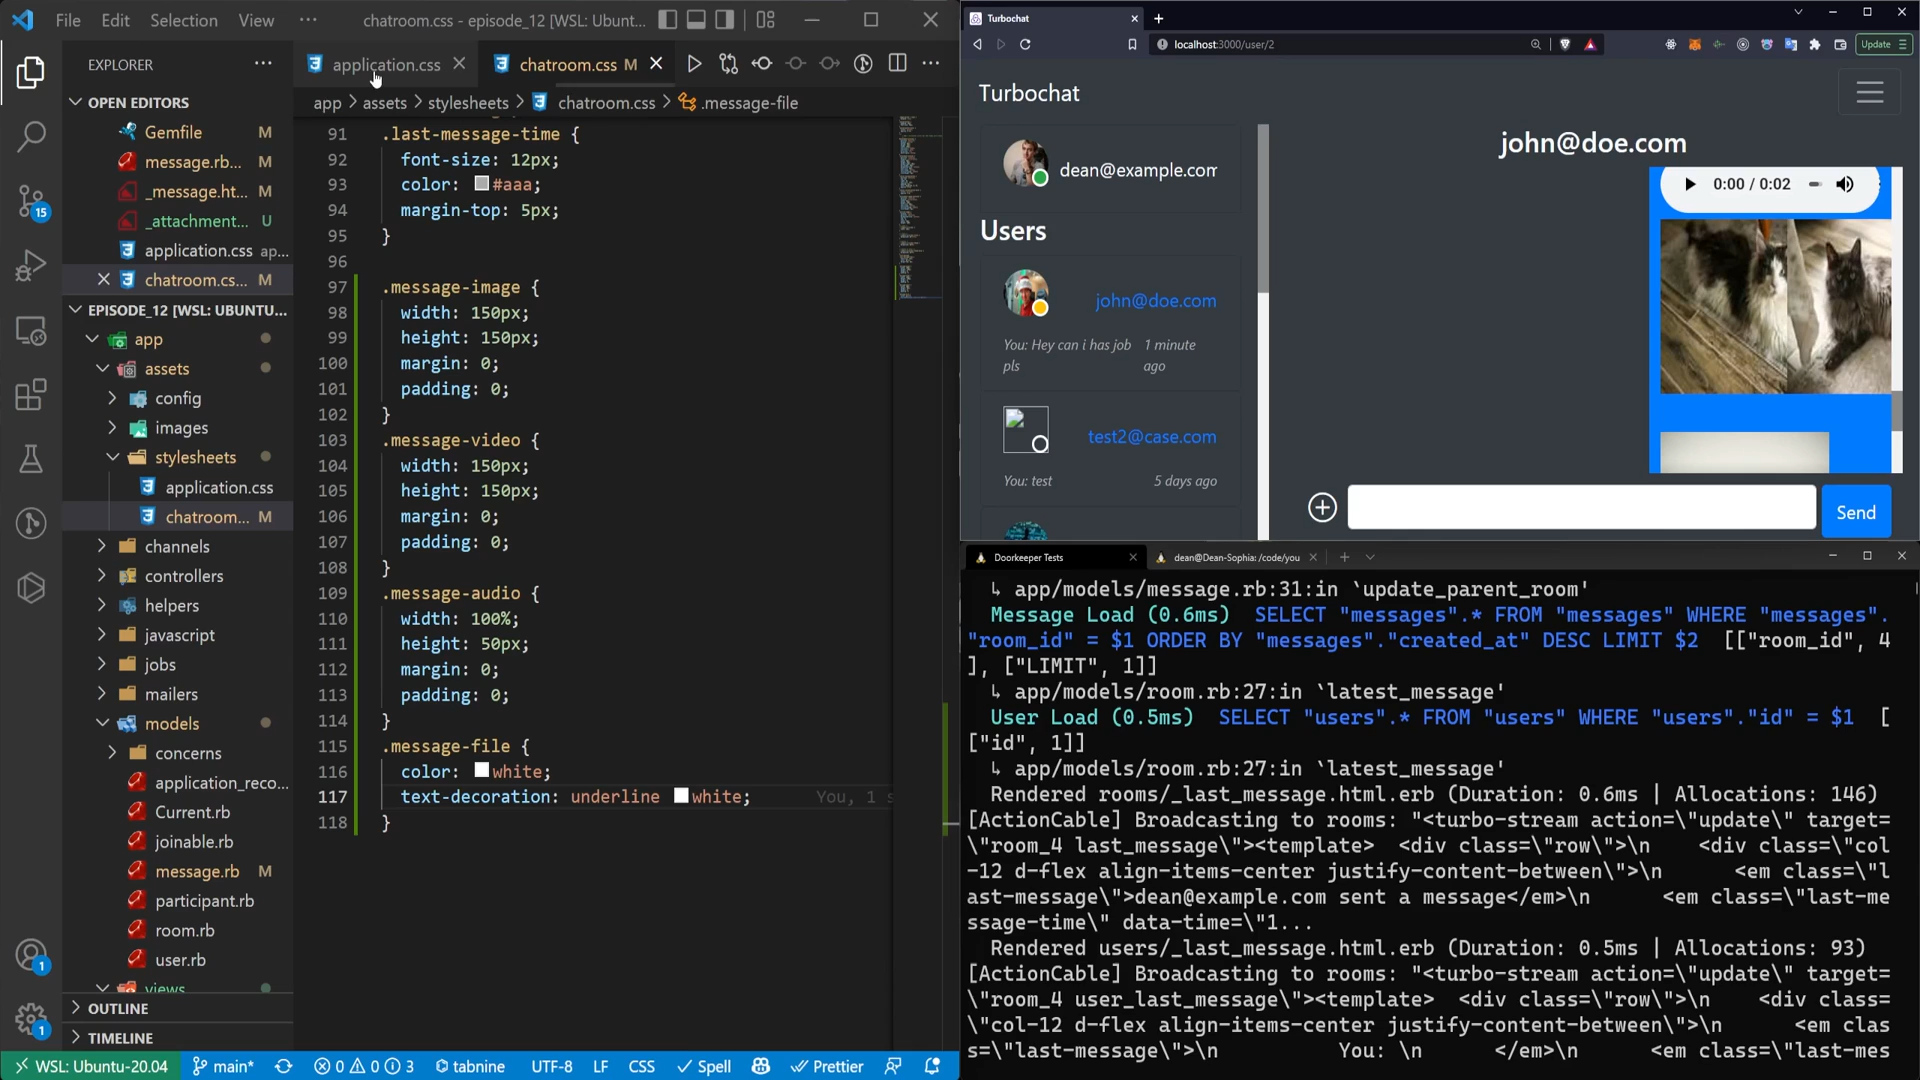 File Edit Selection View ··· chatroom.css - episode_12 [WSL: Ubunt...
EXPLORER
application.css
chatroom.css M
OPEN EDITORS
Gemfile M
message.rb... M
_message.ht... M
_attachment... U
application.css ap...
chatroom.cs... M
EPISODE_12 [WSL: UBUNTU...
app
assets
config
images
stylesheets
application.css
chatroom... M
channels
controllers
helpers
javascript
jobs
mailers
models
concerns
application_reco...
Current.rb
joinable.rb
message.rb M
participant.rb
room.rb
user.rb
views
OUTLINE
TIMELINE
15
1
1
app > assets > stylesheets > chatroom.css > .message-file
91 .last-message-time {
92 font-size: 12px;
93 color: #aaa;
94 margin-top: 5px;
95 }
96
97 .message-image {
98 width: 150px;
99 height: 150px;
100 margin: 0;
101 padding: 0;
102 }
103 .message-video {
104 width: 150px;
105 height: 150px;
106 margin: 0;
107 padding: 0;
108 }
109 .message-audio {
110 width: 100%;
111 height: 50px;
112 margin: 0;
113 padding: 0;
114 }
115 .message-file {
116 color: white;
117 text-decoration: underline white; You, 1 s
118 }
WSL: Ubuntu-20.04 main* 0 0 3 tabnine UTF-8 LF CSS Spell Prettier
Turbochat
localhost:3000/user/2
Update
Turbochat
dean@example.com
Users
john@doe.com
You: Hey can i has job pls
1 minute ago
test2@case.com
You: test
5 days ago
john@doe.com
0:00 / 0:02
Send
Doorkeeper Tests
dean@Dean-Sophia: /code/you
↳ app/models/message.rb:31:in `update_parent_room'
Message Load (0.6ms) SELECT "messages".* FROM "messages" WHERE "messages".
"room_id" = $1 ORDER BY "messages"."created_at" DESC LIMIT $2 [["room_id", 4
], ["LIMIT", 1]]
↳ app/models/room.rb:27:in `latest_message'
User Load (0.5ms) SELECT "users".* FROM "users" WHERE "users"."id" = $1 [
["id", 1]]
↳ app/models/room.rb:27:in `latest_message'
Rendered rooms/_last_message.html.erb (Duration: 0.6ms | Allocations: 146)
[ActionCable] Broadcasting to rooms: "<turbo-stream action=\"update\" target=
\"room_4 last_message\"><template> <div class=\"row\">\n <div class=\"col
-12 d-flex align-items-center justify-content-between\">\n <em class=\"l
ast-message\">dean@example.com sent a message</em>\n <em class=\"last-me
ssage-time\" data-time=\"1...
Rendered users/_last_message.html.erb (Duration: 0.5ms | Allocations: 93)
[ActionCable] Broadcasting to rooms: "<turbo-stream action=\"update\" target=
\"room_4 user_last_message\"><template> <div class=\"row\">\n <div class=
\"col-12 d-flex align-items-center justify-content-between\">\n <em clas
s=\"last-message\">\n You: \n </em>\n <em class=\"last-mes